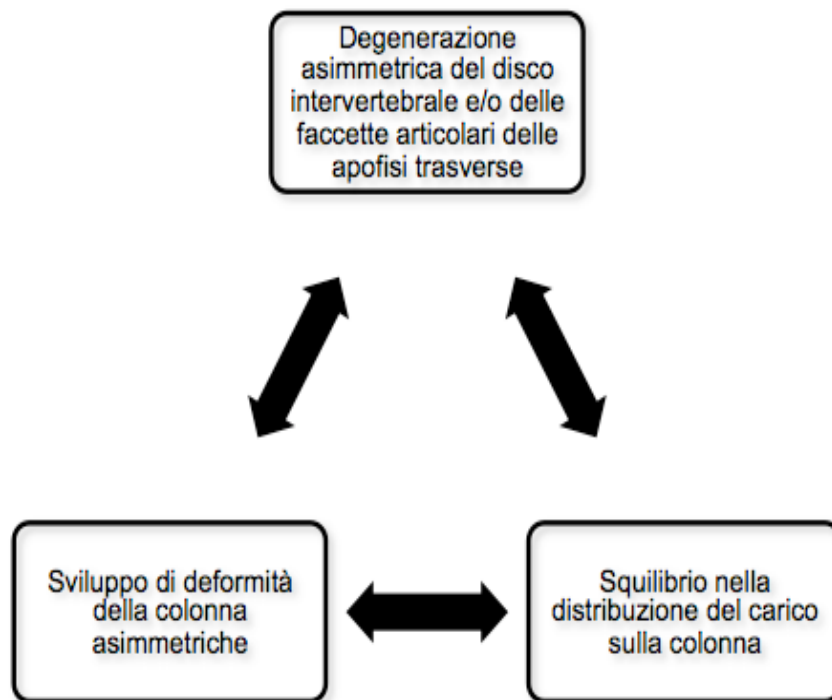 Degenerazione
asimmetrica del disco
intervertebrale e/o delle
faccette articolari delle
apofisi trasverse
Sviluppo di deformità
della colonna
asimmetriche
Squilibrio nella
distribuzione del carico
sulla colonna